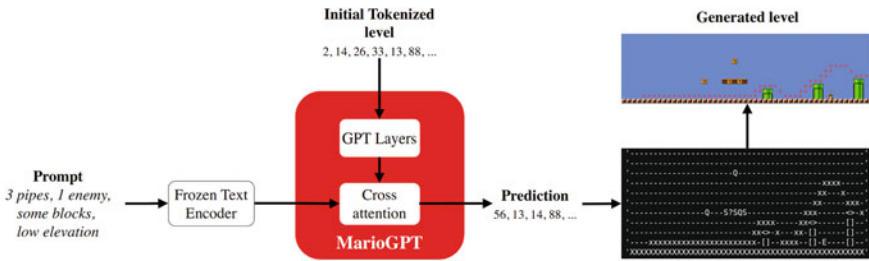 Initial Tokenized
level
2, 14, 26, 33, 13, 88, ...
Generated level
GPT Layers
Prompt
3 pipes, 1 enemy,
some blocks,
low elevation
Frozen Text
Encoder
Cross
attention
MarioGPT
Prediction
56, 13, 14, 88, ...